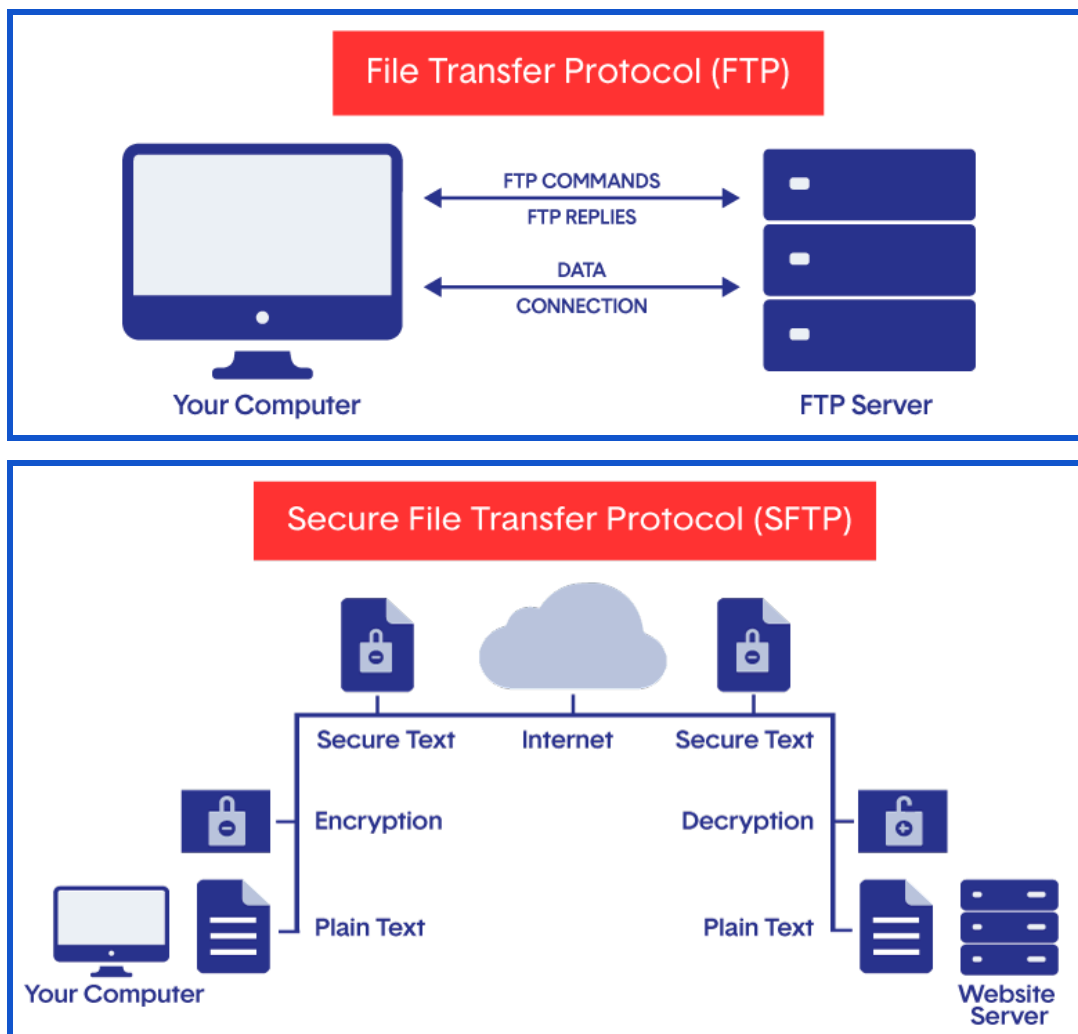 File Transfer Protocol (FTP)
FTP COMMANDS
FTP REPLIES
DATA
CONNECTION
Your Computer
FTP Server
Secure File Transfer Protocol (SFTP)
Secure Text
Internet
Secure Text
Encryption
Decryption
Plain Text
Plain Text
Your Computer
Website
Server